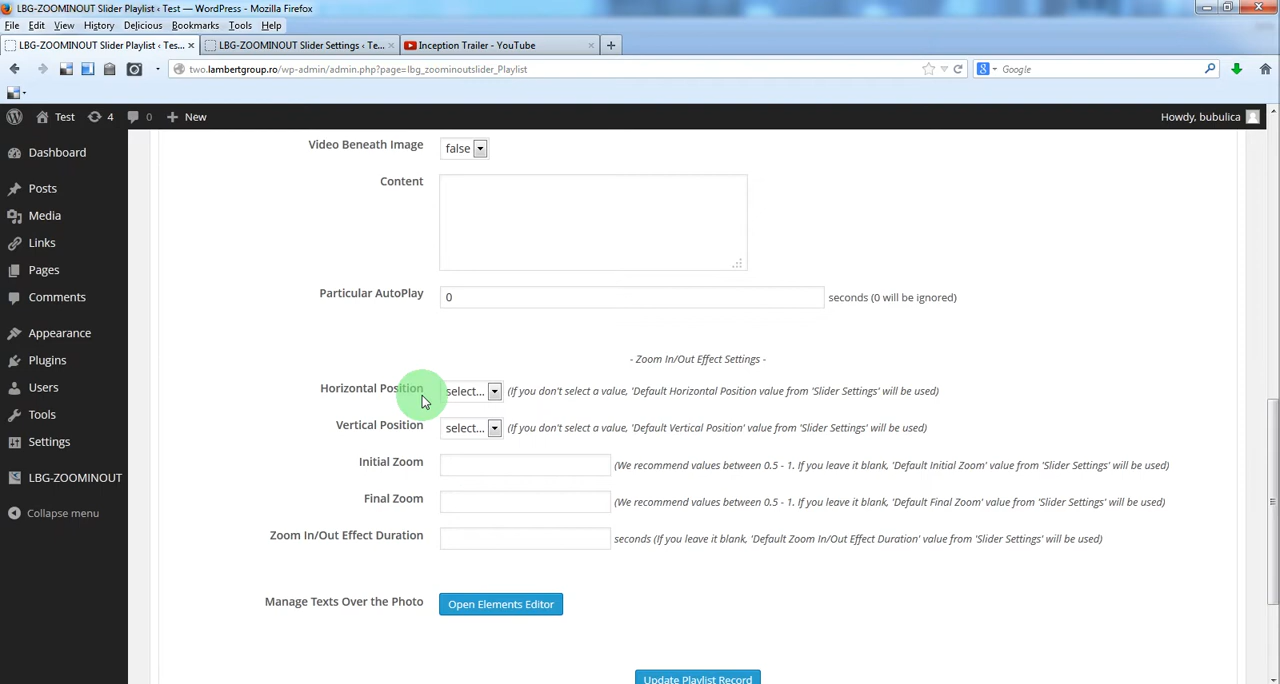 LBG-ZOOMINOUT Slider Playlist ‹ Test — WordPress - Mozilla Firefox
File Edit View History Delicious Bookmarks Tools Help
LBG-ZOOMINOUT Slider Playlist ‹ Tes... × LBG-ZOOMINOUT Slider Settings ‹ Te... × Inception Trailer - YouTube ×
two.lambertgroup.ro/wp-admin/admin.php?page=lbg_zoominoutslider_Playlist Google
Test 4 0 New Howdy, bubulica
Dashboard
Posts
Media
Links
Pages
Comments
Appearance
Plugins
Users
Tools
Settings
LBG-ZOOMINOUT
Collapse menu
Video Beneath Image false
Content
Particular AutoPlay 0 seconds (0 will be ignored)
- Zoom In/Out Effect Settings -
Horizontal Position select... (If you don't select a value, 'Default Horizontal Position value from 'Slider Settings' will be used)
Vertical Position select... (If you don't select a value, 'Default Vertical Position' value from 'Slider Settings' will be used)
Initial Zoom (We recommend values between 0.5 - 1. If you leave it blank, 'Default Initial Zoom' value from 'Slider Settings' will be used)
Final Zoom (We recommend values between 0.5 - 1. If you leave it blank, 'Default Final Zoom' value from 'Slider Settings' will be used)
Zoom In/Out Effect Duration seconds (If you leave it blank, 'Default Zoom In/Out Effect Duration' value from 'Slider Settings' will be used)
Manage Texts Over the Photo Open Elements Editor
Update Playlist Record